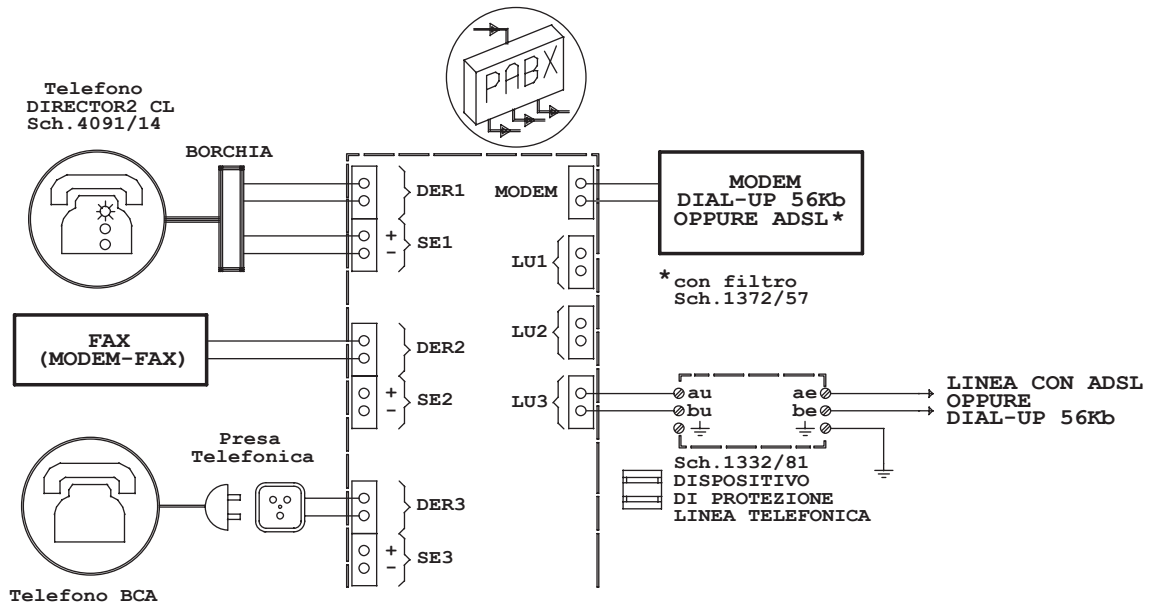 PABX
Telefono
DIRECTOR2 CL
Sch.4091/14
BORCHIA
DER1
+
-
SE1
MODEM
MODEM
DIAL-UP 56Kb
OPPURE ADSL*
*con filtro
Sch.1372/57
LU1
LU2
LU3
FAX
(MODEM-FAX)
DER2
+
-
SE2
au
bu
ae
be
LINEA CON ADSL
OPPURE
DIAL-UP 56Kb
Sch.1332/81
DISPOSITIVO
DI PROTEZIONE
LINEA TELEFONICA
Presa
Telefonica
DER3
+
-
SE3
Telefono BCA